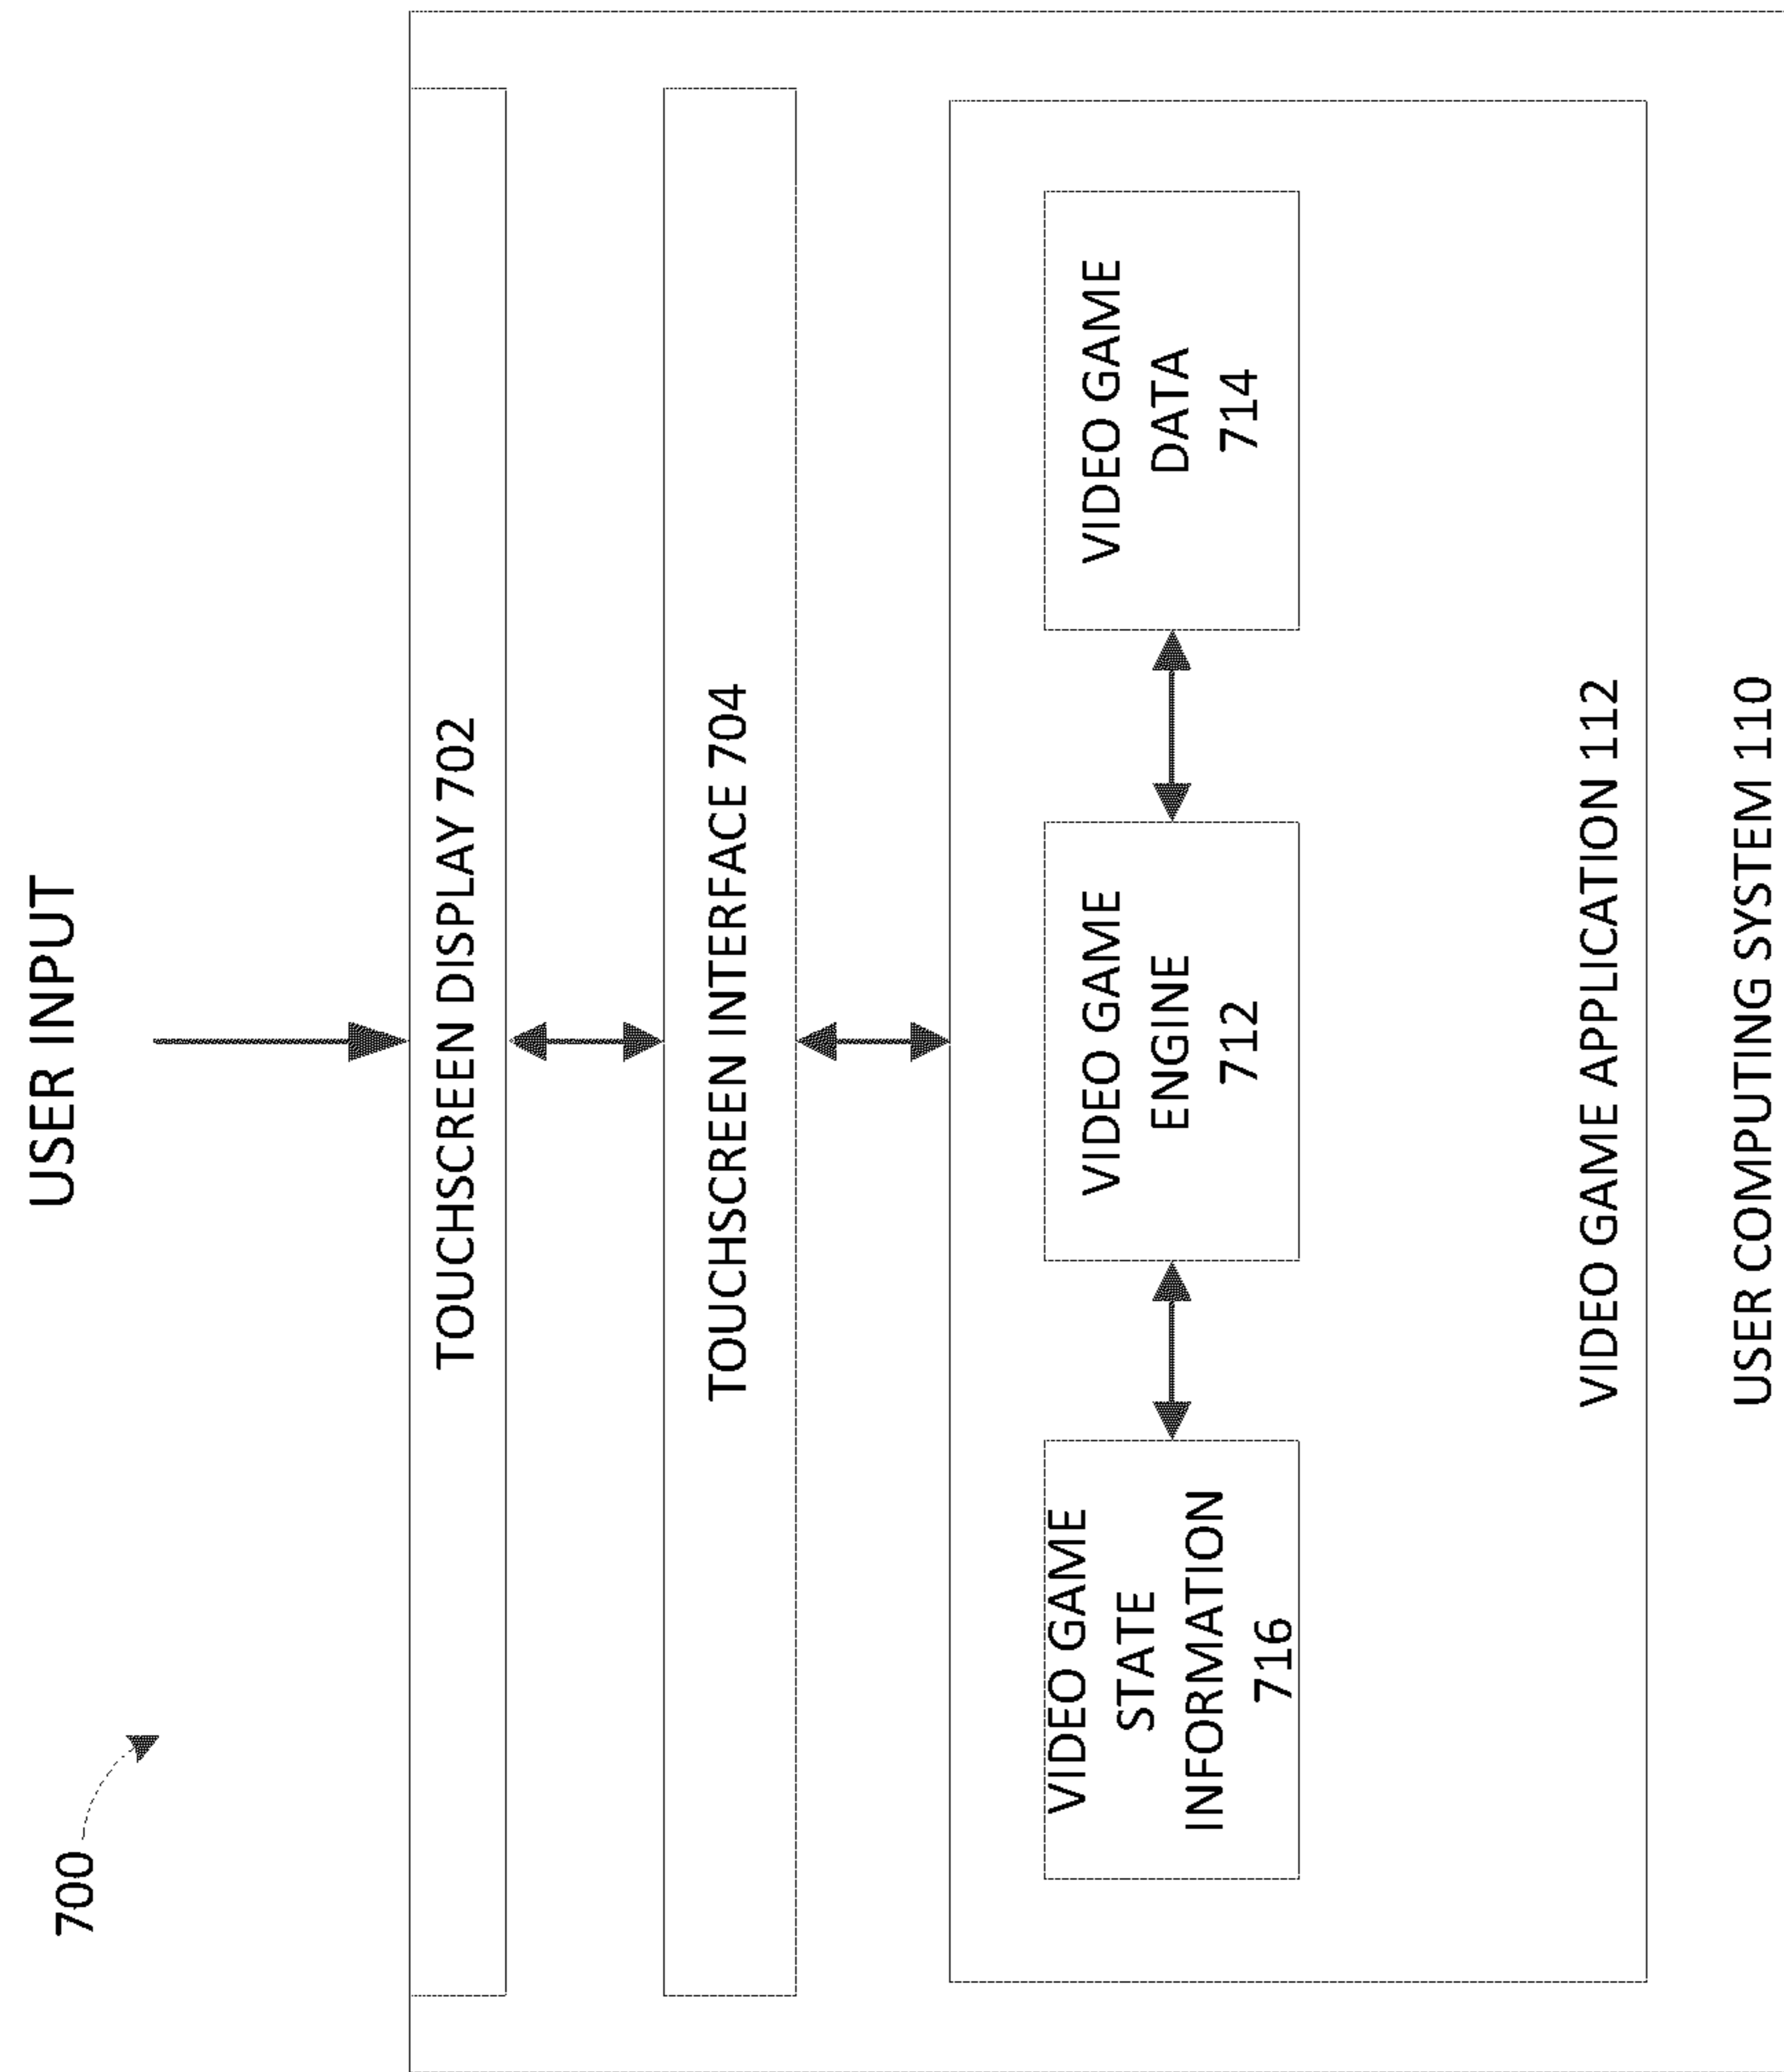 700
USER INPUT
TOUCHSCREEN DISPLAY 702
TOUCHSCREEN INTERFACE 704
VIDEO GAME
STATE
INFORMATION
716
VIDEO GAME
ENGINE
712
VIDEO GAME
DATA
714
VIDEO GAME APPLICATION 112
USER COMPUTING SYSTEM 110